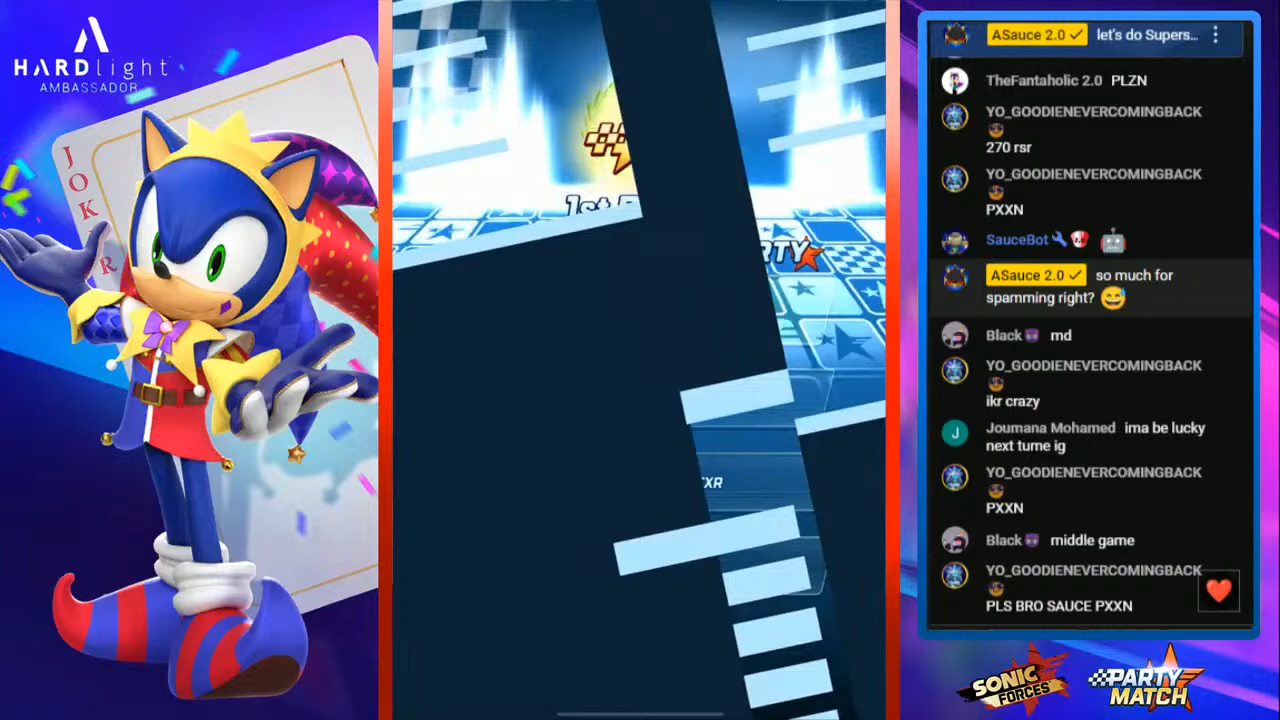 HARDlight
AMBASSADOR
JOK
R
1st
RTY
XR
ASauce 2.0 let's do Supers...
TheFantaholic 2.0 PLZN
YO_GOODIENEVERCOMINGBACK
270 rsr
YO_GOODIENEVERCOMINGBACK
PXXN
SauceBot
ASauce 2.0 so much for
spamming right?
Black md
YO_GOODIENEVERCOMINGBACK
ikr crazy
J
Joumana Mohamed ima be lucky
next tume ig
YO_GOODIENEVERCOMINGBACK
PXXN
Black middle game
YO_GOODIENEVERCOMINGBACK
PLS BRO SAUCE PXXN
SONIC
FORCES
PARTY
MATCH